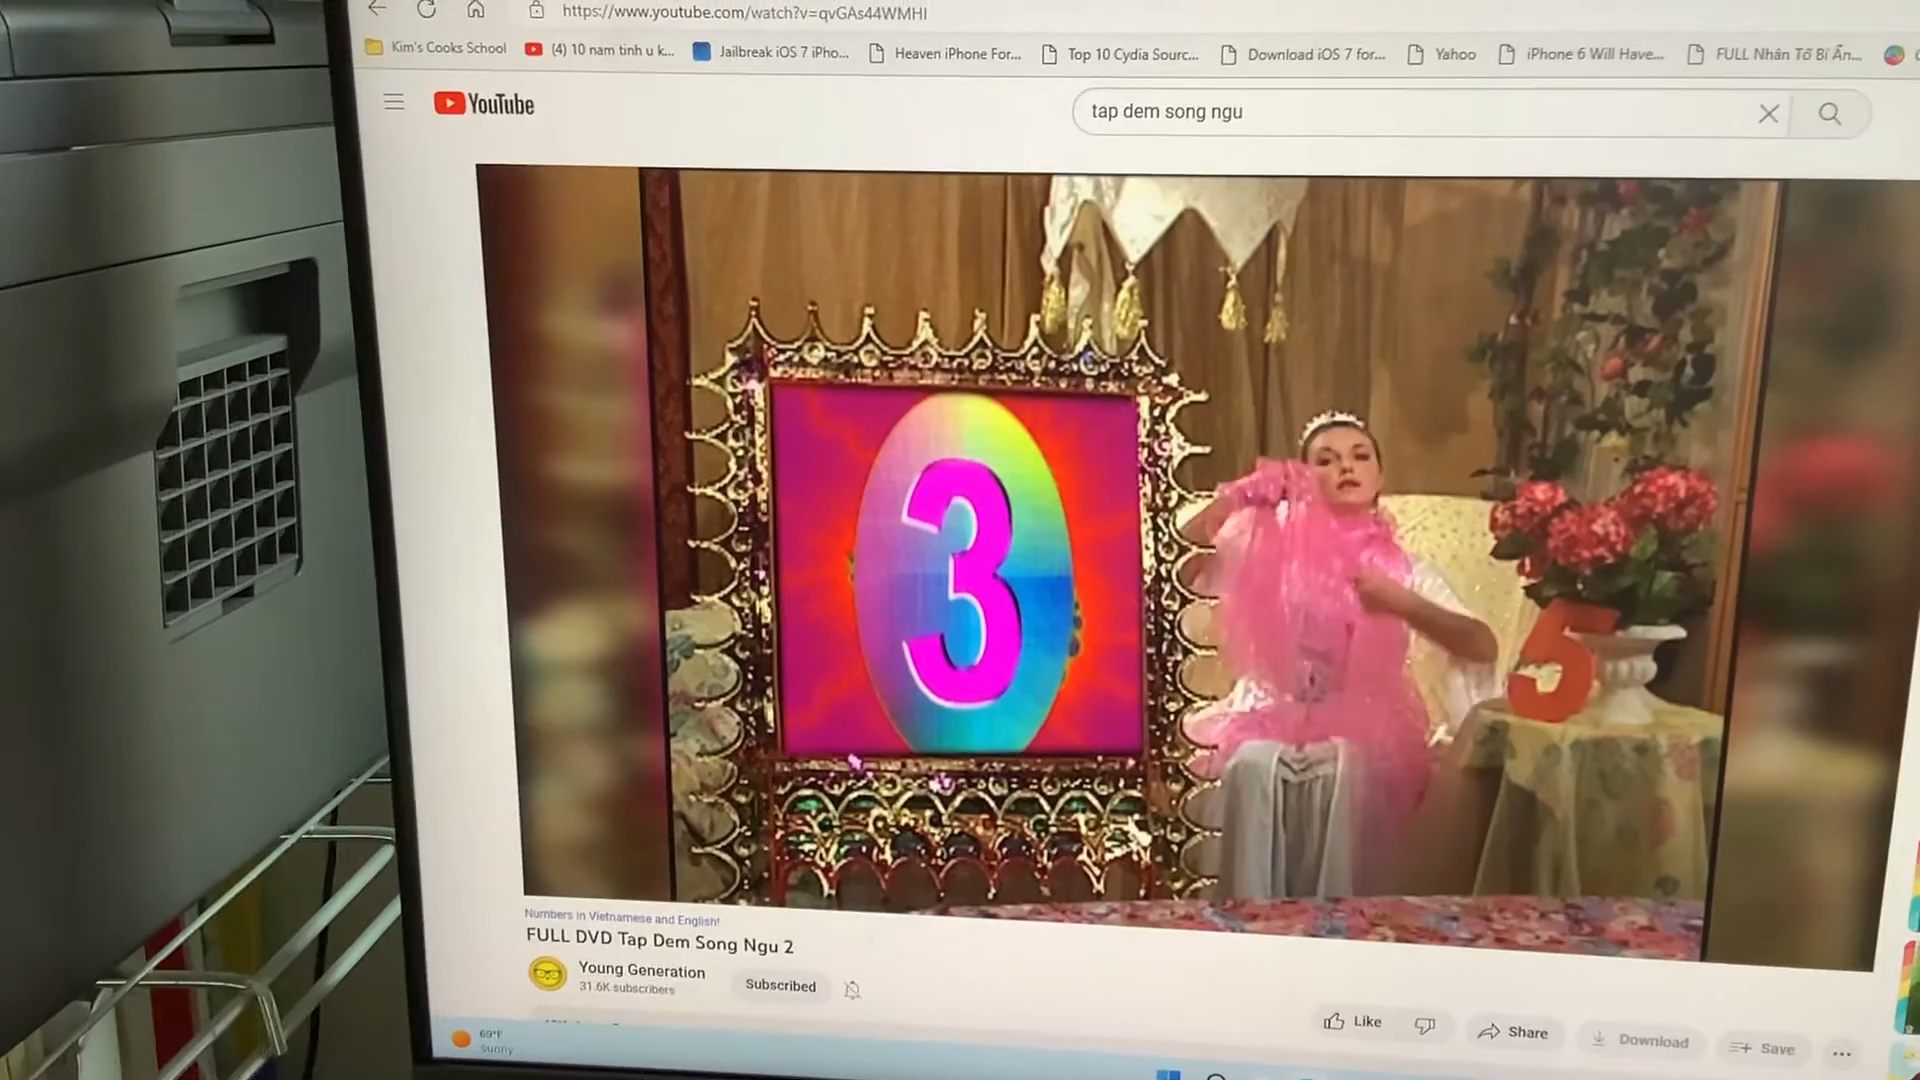 https://www.youtube.com/watch?v=qvGAs44WMHI
Kim's Cooks School
(4) 10 nam tinh u k...
Jailbreak iOS 7 iPho...
Heaven iPhone For...
Top 10 Cydia Sourc...
Download iOS 7 for...
Yahoo
iPhone 6 Will Have...
FULL Nhân Tố Bí Ẩn...
YouTube
tap dem song ngu
3
5
Numbers in Vietnamese and English!
FULL DVD Tap Dem Song Ngu 2
Young Generation
31.6K subscribers
Subscribed
Like
Share
Download
Save
69°F
Sunny